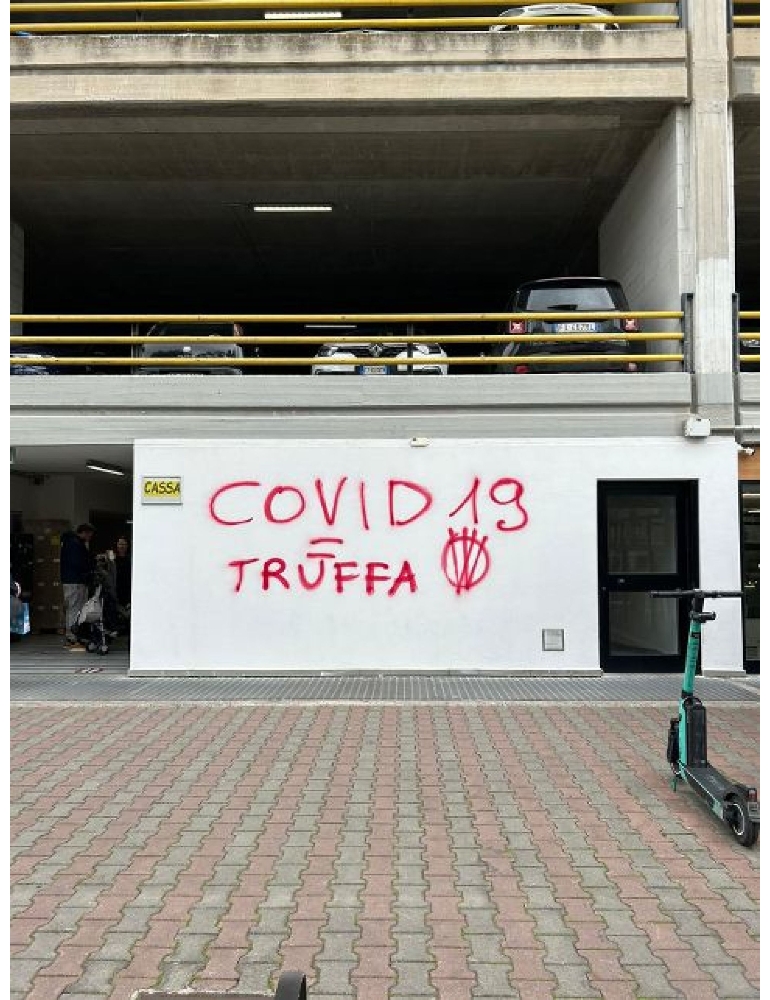 CASSA
COVID 19
=
TRUFFA